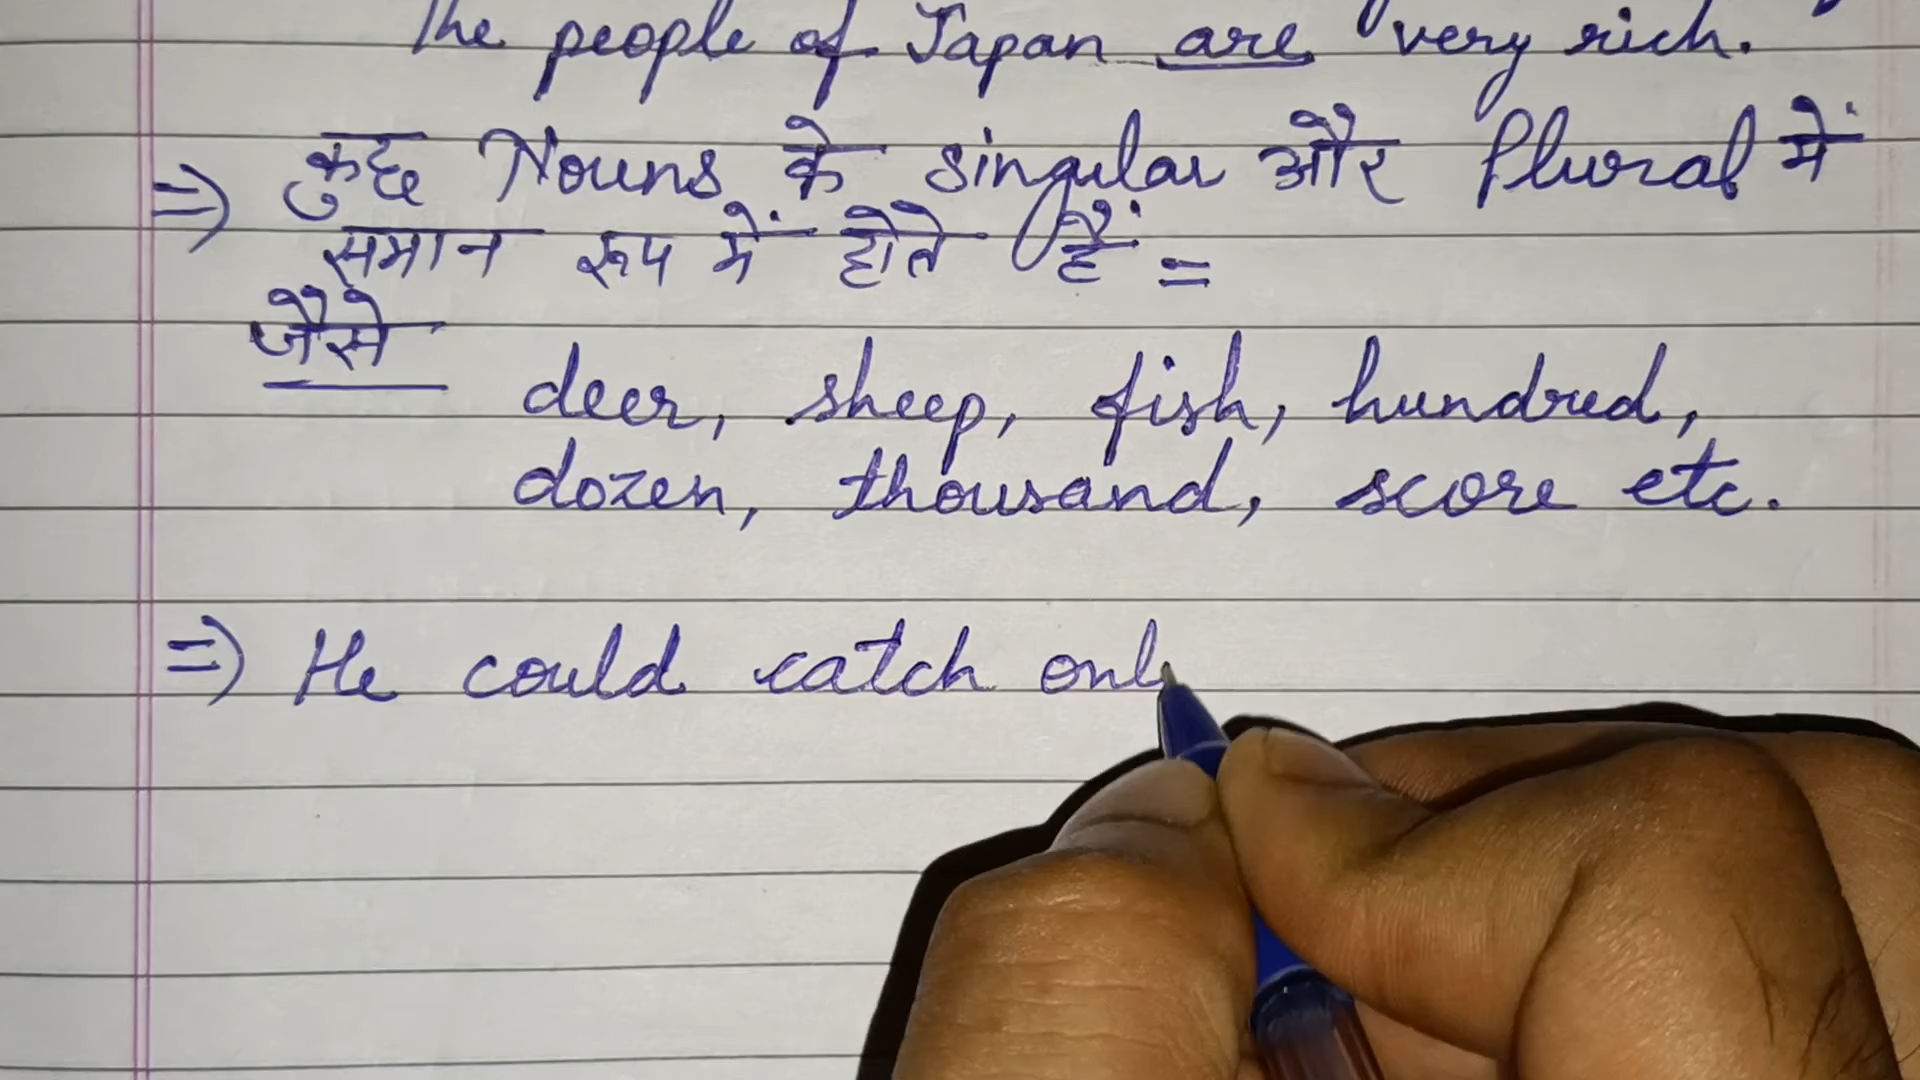 The people of Japan are very rich.
=> कुछ Nouns के singular और Plural में
समान रूप में होते हैं =
जैसे
deer, sheep, fish, hundred,
dozen, thousand, score etc.
=> He could catch onl